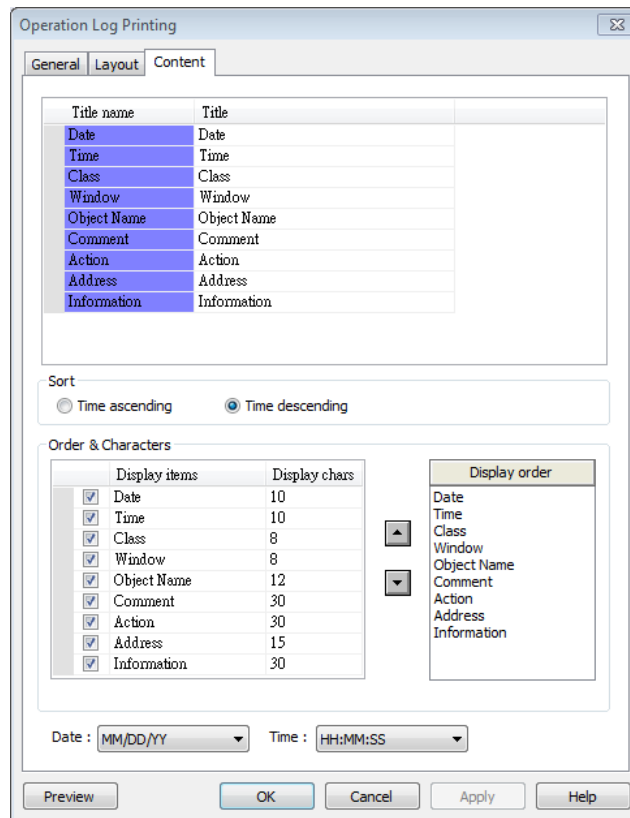 Operation Log Printing
General Layout Content
Title name Title
Date Date
Time Time
Class Class
Window Window
Object Name Object Name
Comment Comment
Action Action
Address Address
Information Information
Sort
Time ascending Time descending
Order & Characters
Display items Display chars
Date 10
Time 10
Class 8
Window 8
Object Name 12
Comment 30
Action 30
Address 15
Information 30
Display order
Date
Time
Class
Window
Object Name
Comment
Action
Address
Information
Date : MM/DD/YY Time : HH:MM:SS
Preview OK Cancel Apply Help